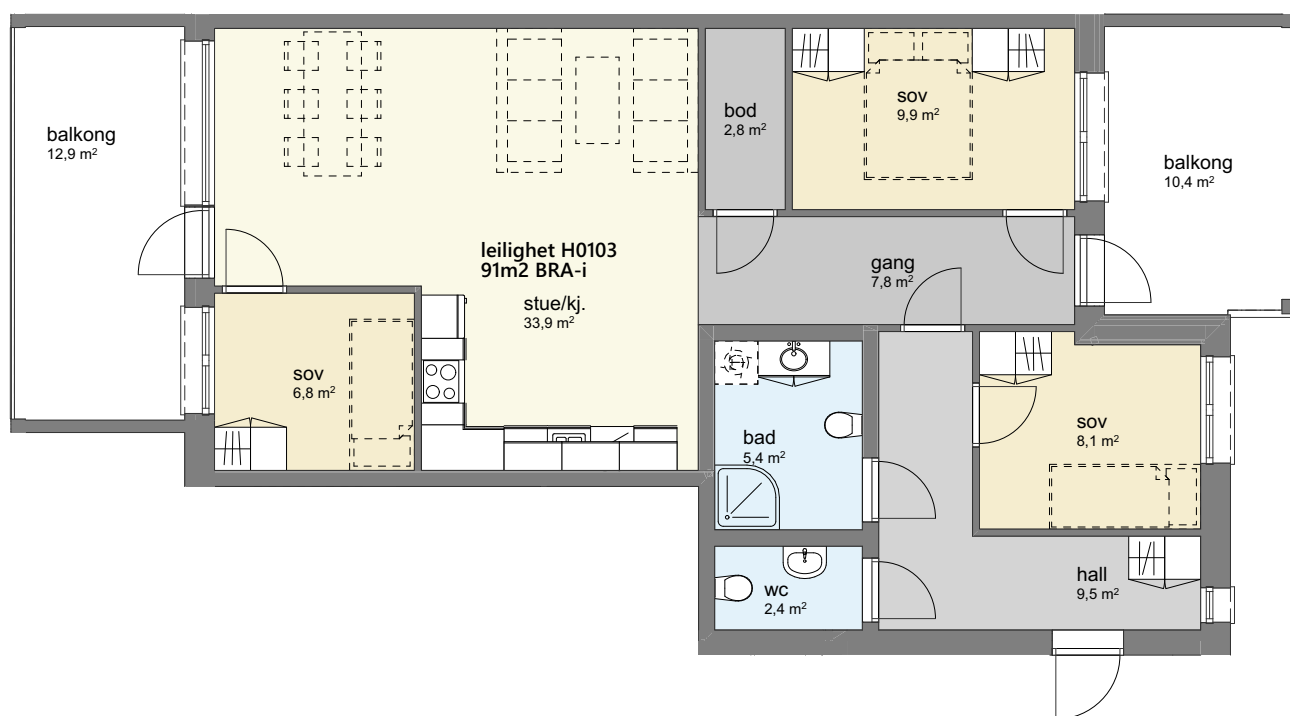 balkong
12,9 m²
bod
2,8 m²
sov
9,9 m²
balkong
10,4 m²
leilighet H0103
91m2 BRA-i
stue/kj.
33,9 m²
gang
7,8 m²
sov
6,8 m²
bad
5,4 m²
sov
8,1 m²
wc
2,4 m²
hall
9,5 m²